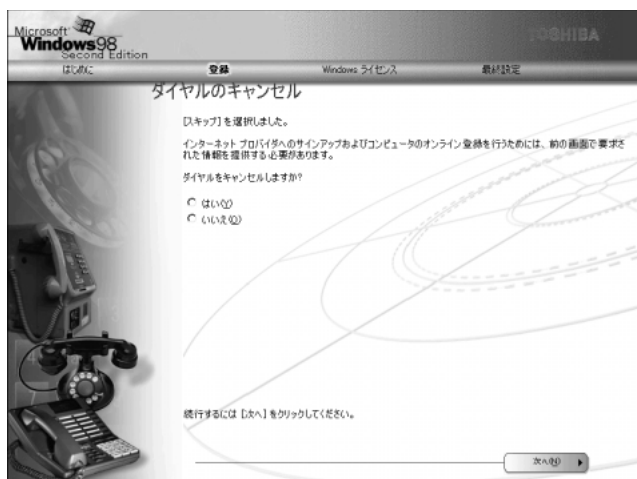 Microsoft
Windows98
Second Edition
TOSHIBA
はじめに 登録 Windows ライセンス 最終設定
ダイヤルのキャンセル
[スキップ] を選択しました。
インターネット プロバイダへのサインアップおよびコンピュータのオンライン登録を行うためには、前の画面で要求さ
れた情報を提供する必要があります。
ダイヤルをキャンセルしますか?
はい(Y)
いいえ(O)
続行するには [次へ] をクリックしてください。
次へ(N)